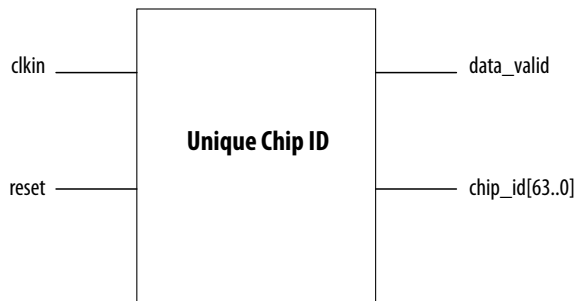 clkin
data_valid
Unique Chip ID
reset
chip_id[63..0]